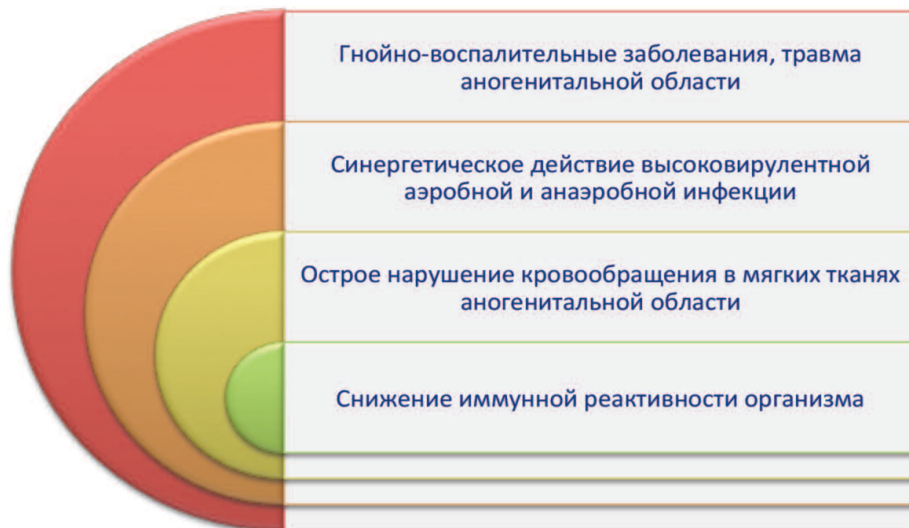 Гнойно-воспалительные заболевания, травма
аногенитальной области
Синергетическое действие высоковирулентной
аэробной и анаэробной инфекции
Острое нарушение кровообращения в мягких тканях
аногенитальной области
Снижение иммунной реактивности организма